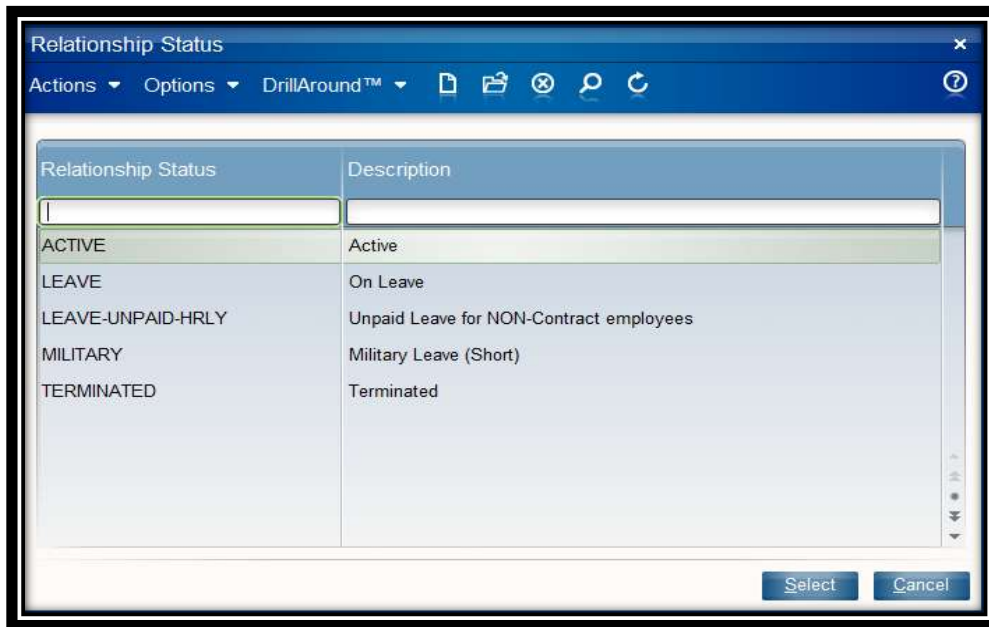 Relationship Status
Actions Options DrillAround™
Relationship Status Description
ACTIVE Active
LEAVE On Leave
LEAVE-UNPAID-HRLY Unpaid Leave for NON-Contract employees
MILITARY Military Leave (Short)
TERMINATED Terminated
Select Cancel